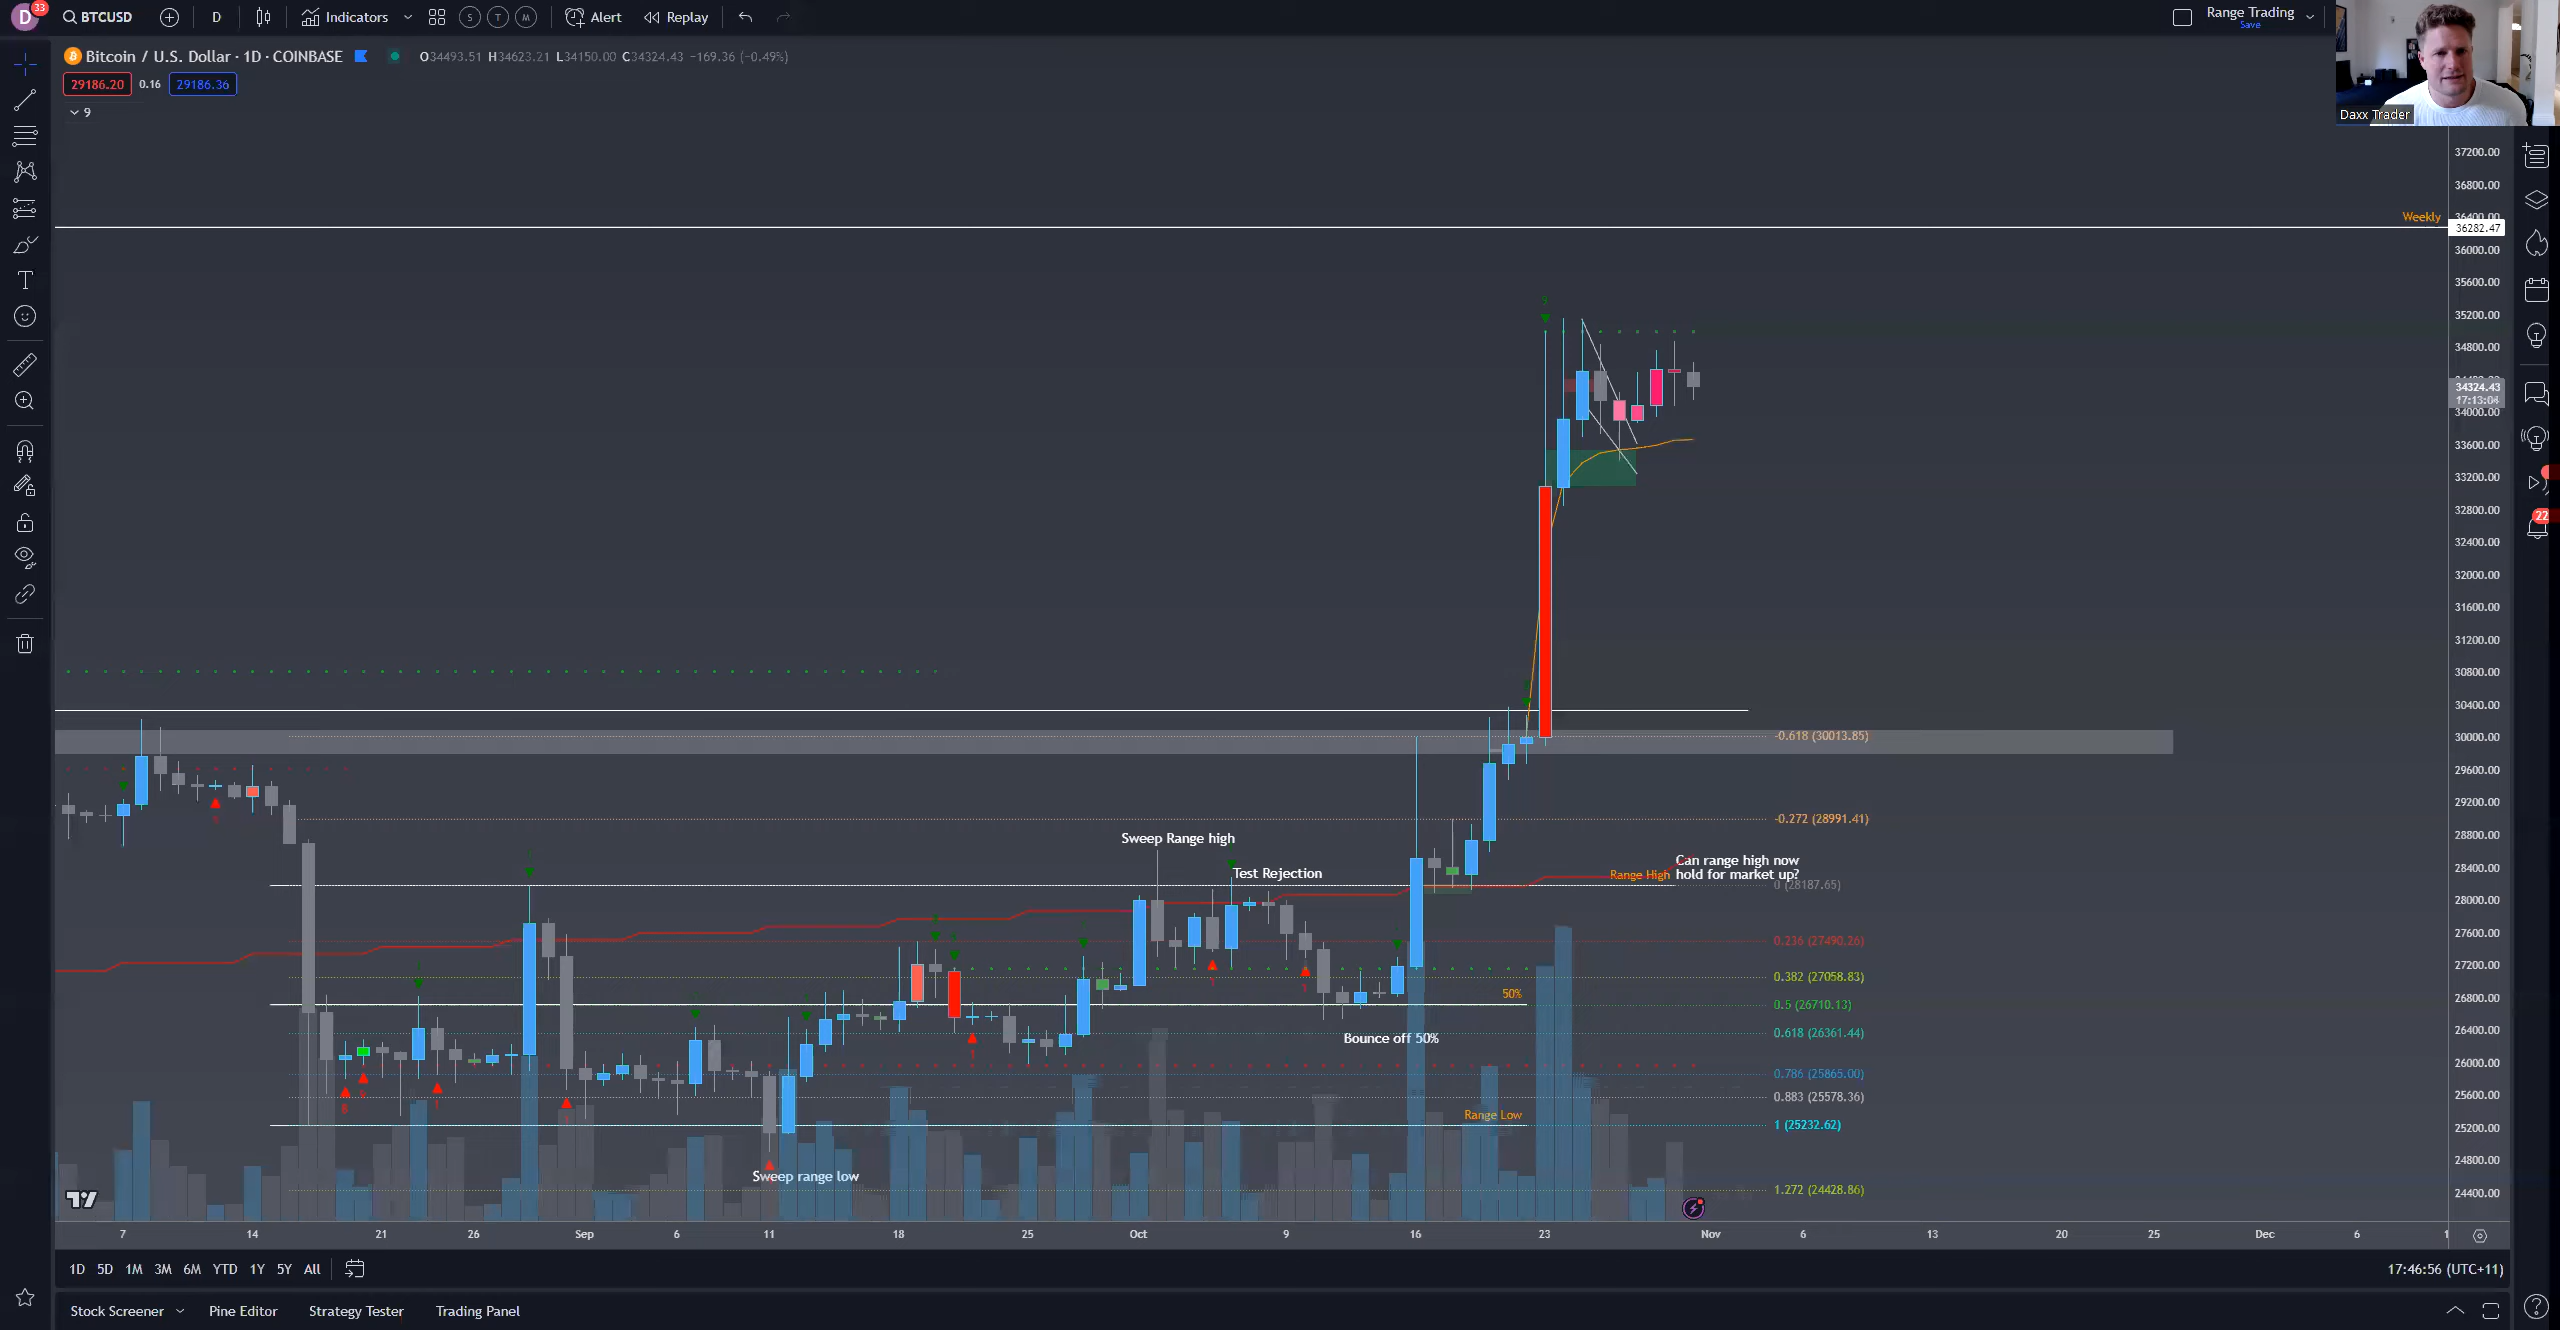 D 33 BTCUSD D Indicators S T M Alert Replay Range Trading
Save
Bitcoin / U.S. Dollar · 1D · COINBASE O34493.51 H34623.21 L34150.00 C34324.43 −169.36 (−0.49%)
29186.20 0.16 29186.36
9
Daxx Trader
37200.00
36800.00
Weekly 36400.00
36282.47
36000.00
35600.00
35200.00
34800.00
34324.43
17:13:04
34000.00
33600.00
33200.00
32800.00
22
32400.00
32000.00
31600.00
31200.00
30800.00
30400.00
-0.618 (30013.85) 30000.00
29600.00
29200.00
-0.272 (28991.41)
28800.00
Sweep Range high
Can range high now
28400.00
Test Rejection
Range High hold for market up?
0 (28187.65)
28000.00
27600.00
0.236 (27490.26)
27200.00
0.382 (27058.83)
50%
26800.00
0.5 (26710.13)
26400.00
0.618 (26361.44)
Bounce off 50%
26000.00
0.786 (25865.00)
25600.00
0.883 (25578.36)
Range Low
1 (25232.62) 25200.00
24800.00
Sweep range low
1.272 (24428.86) 24400.00
7 14 21 26 Sep 6 11 18 25 Oct 9 16 23 Nov 6 13 20 25 Dec 6 1
1D 5D 1M 3M 6M YTD 1Y 5Y All 17:46:56 (UTC+11)
Stock Screener Pine Editor Strategy Tester Trading Panel